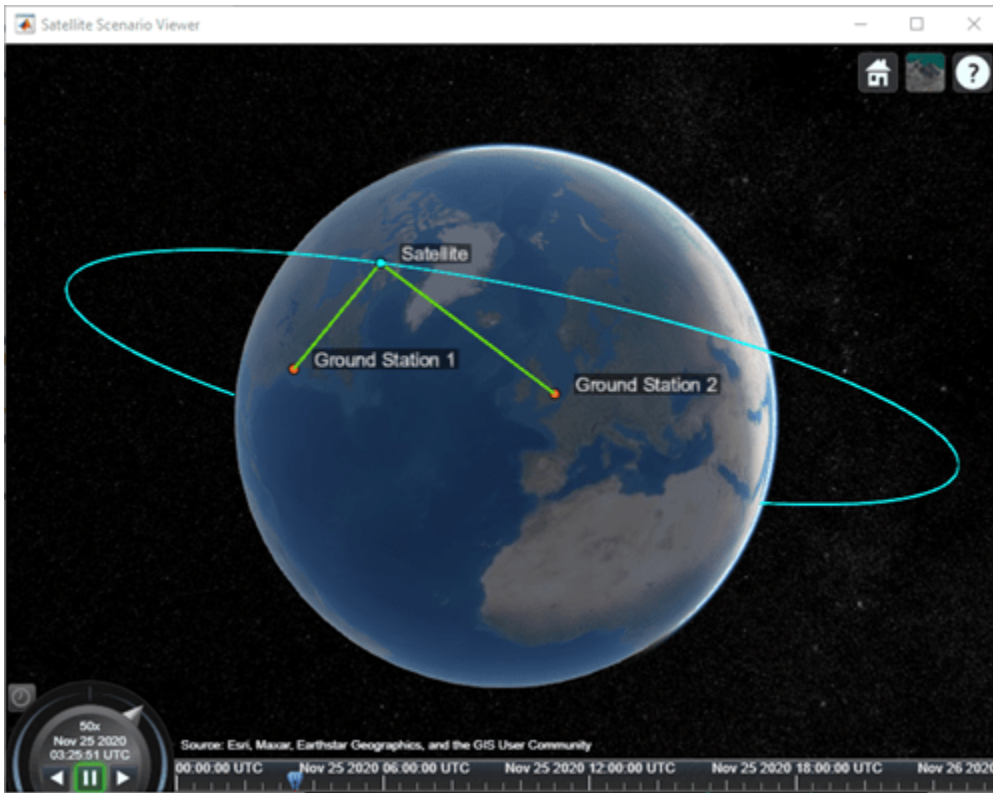 Satellite Scenario Viewer
?
Satellite
Ground Station 1
Ground Station 2
50x
Nov 25 2020
03:25:51 UTC
Source: Esri, Maxar, Earthstar Geographics, and the GIS User Community
00:00:00 UTC Nov 25 2020 06:00:00 UTC Nov 25 2020 12:00:00 UTC Nov 25 2020 18:00:00 UTC Nov 26 2020